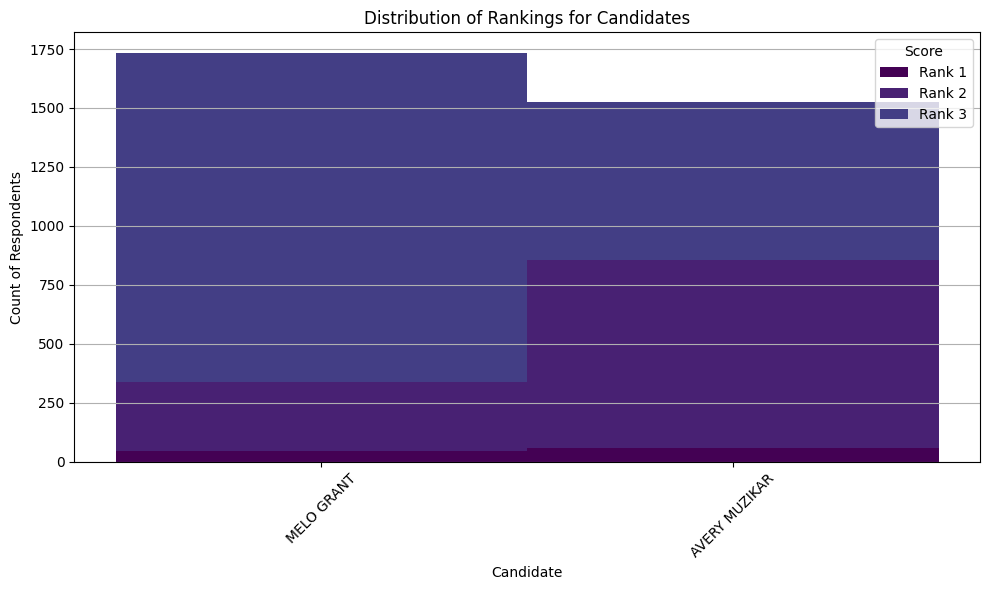 Distribution of Rankings for Candidates
Count of Respondents
1750
1500
1250
1000
750
500
250
0
Score
Rank 1
Rank 2
Rank 3
MELO GRANT
AVERY MUZIKAR
Candidate